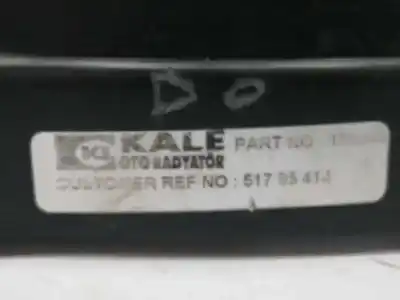 DO
KALE PART NO
OTO RADYATÖR
CUSTOMER REF NO : 517 95 414